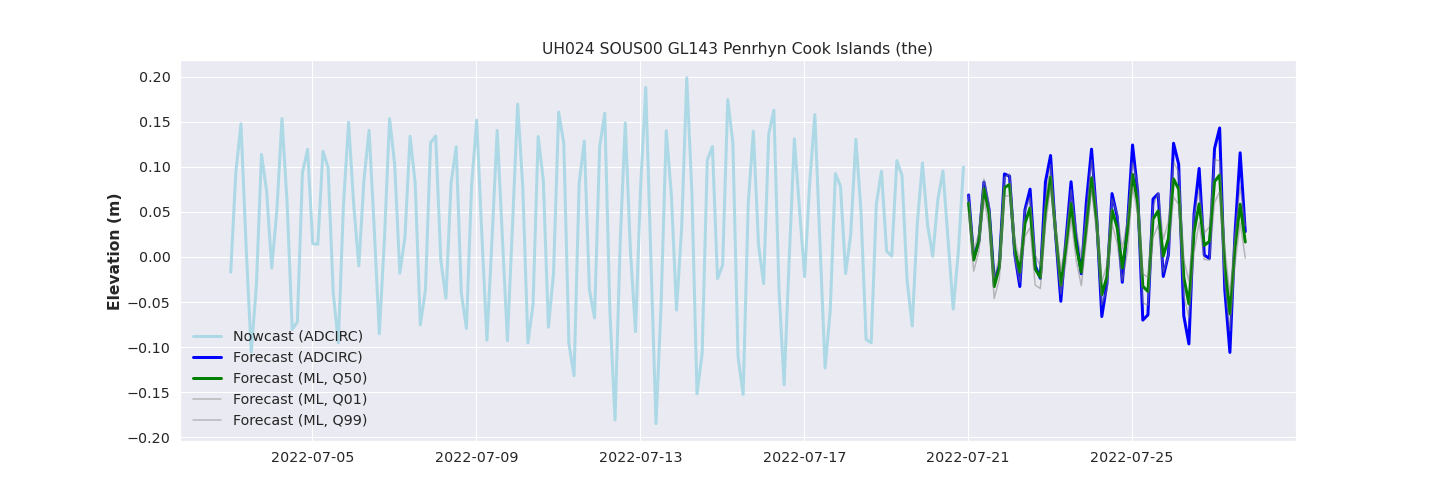 UH024 SOUS00 GL143 Penrhyn Cook Islands (the)
Elevation (m)
0.20
0.15
0.10
0.05
0.00
−0.05
−0.10
−0.15
−0.20
Nowcast (ADCIRC)
Forecast (ADCIRC)
Forecast (ML, Q50)
Forecast (ML, Q01)
Forecast (ML, Q99)
2022-07-05
2022-07-09
2022-07-13
2022-07-17
2022-07-21
2022-07-25